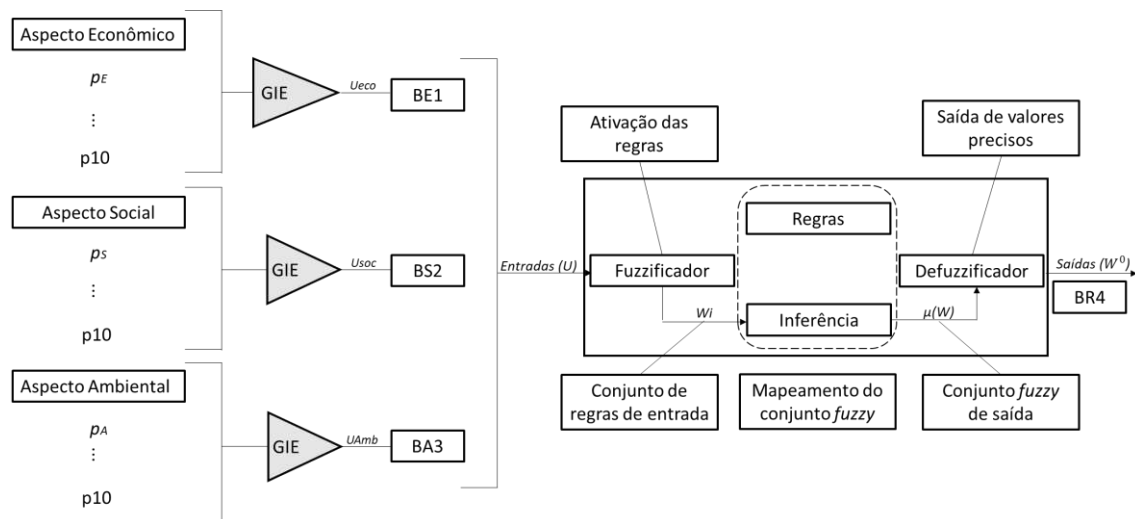 Aspecto Econômico
pE
⋮
p10
GIE
Ueco
BE1
Aspecto Social
pS
⋮
p10
GIE
Usoc
BS2
Aspecto Ambiental
pA
⋮
p10
GIE
UAmb
BA3
Entradas (U)
Ativação das
regras
Saída de valores
precisos
Regras
Fuzzificador
Defuzzificador
Saídas (W⁰)
BR4
Wi
Inferência
μ(W)
Conjunto de
regras de entrada
Mapeamento do
conjunto fuzzy
Conjunto fuzzy
de saída